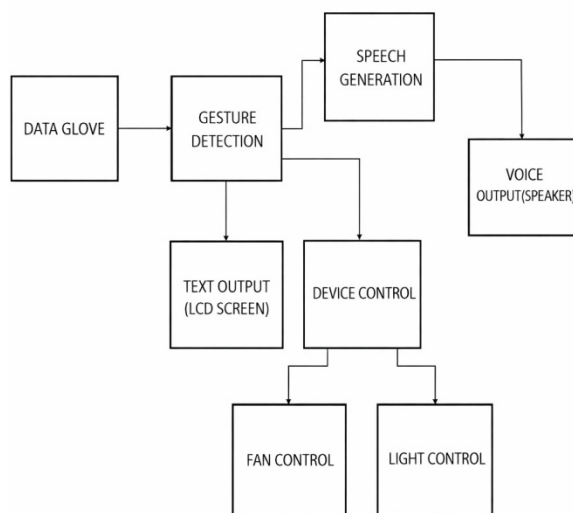 SPEECH
GENERATION
DATA GLOVE
GESTURE
DETECTION
VOICE
OUTPUT(SPEAKER)
TEXT OUTPUT
(LCD SCREEN)
DEVICE CONTROL
FAN CONTROL
LIGHT CONTROL